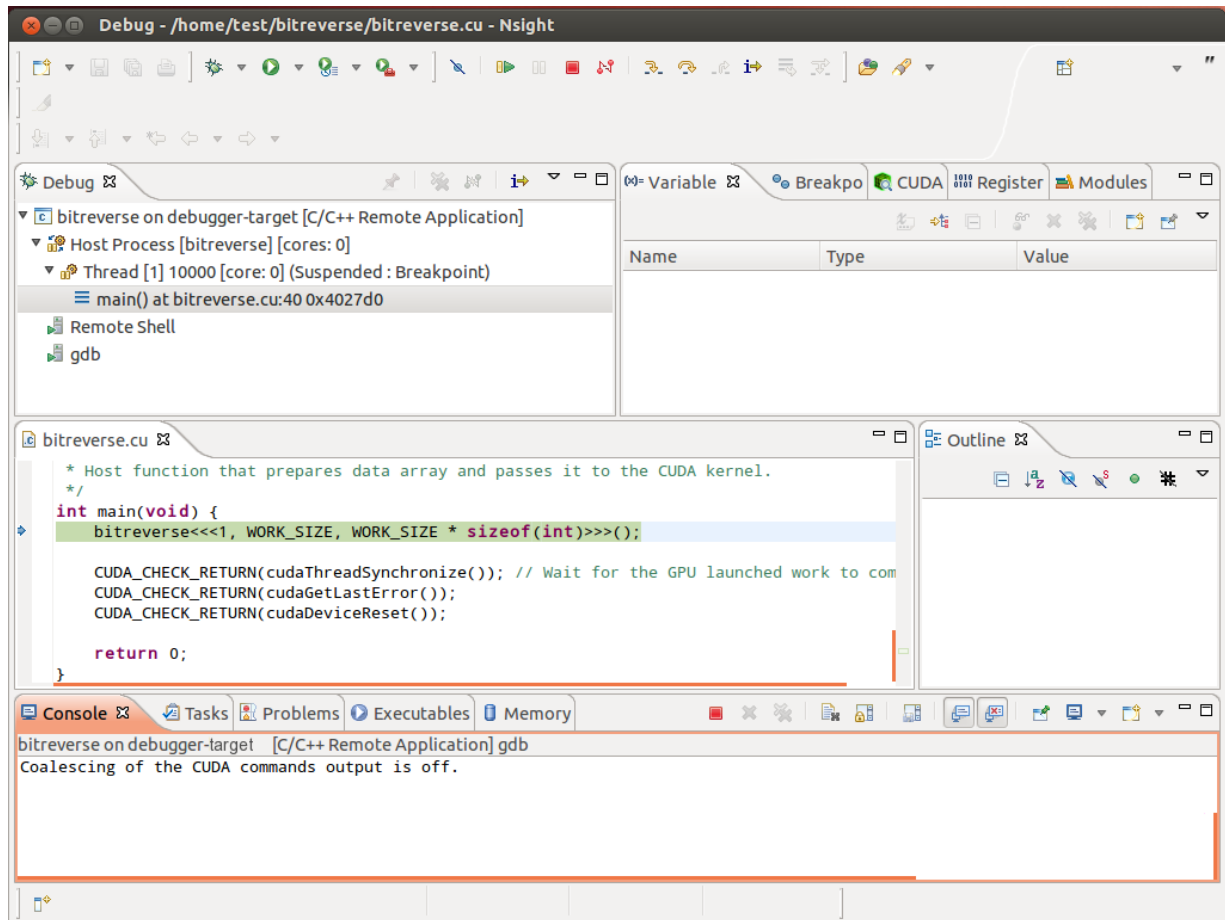 Debug - /home/test/bitreverse/bitreverse.cu - Nsight
Debug
bitreverse on debugger-target [C/C++ Remote Application]
Host Process [bitreverse] [cores: 0]
Thread [1] 10000 [core: 0] (Suspended : Breakpoint)
main() at bitreverse.cu:40 0x4027d0
Remote Shell
gdb
(x)= Variable Breakpo CUDA Register Modules
Name Type Value
bitreverse.cu
* Host function that prepares data array and passes it to the CUDA kernel.
*/
int main(void) {
bitreverse<<<1, WORK_SIZE, WORK_SIZE * sizeof(int)>>>();
CUDA_CHECK_RETURN(cudaThreadSynchronize()); // Wait for the GPU launched work to com
CUDA_CHECK_RETURN(cudaGetLastError());
CUDA_CHECK_RETURN(cudaDeviceReset());
return 0;
}
Outline
Console Tasks Problems Executables Memory
bitreverse on debugger-target [C/C++ Remote Application] gdb
Coalescing of the CUDA commands output is off.